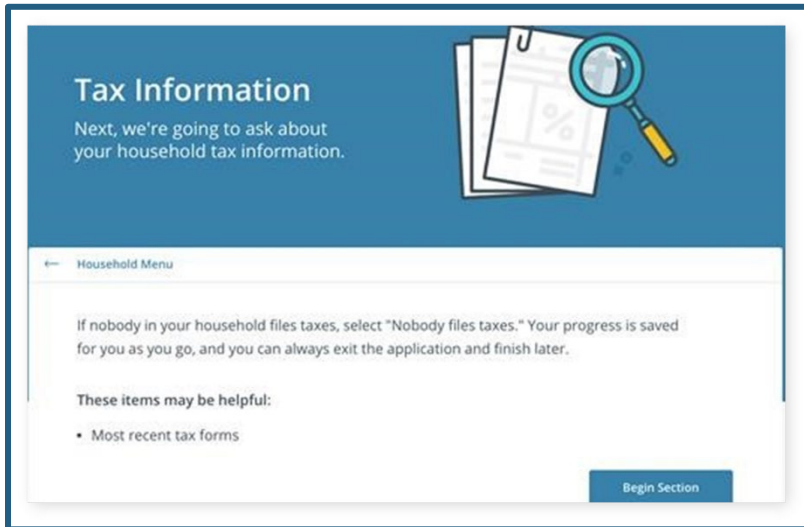 Tax Information
Next, we're going to ask about
your household tax information.
%
← Household Menu
If nobody in your household files taxes, select "Nobody files taxes." Your progress is saved
for you as you go, and you can always exit the application and finish later.
These items may be helpful:
• Most recent tax forms
Begin Section